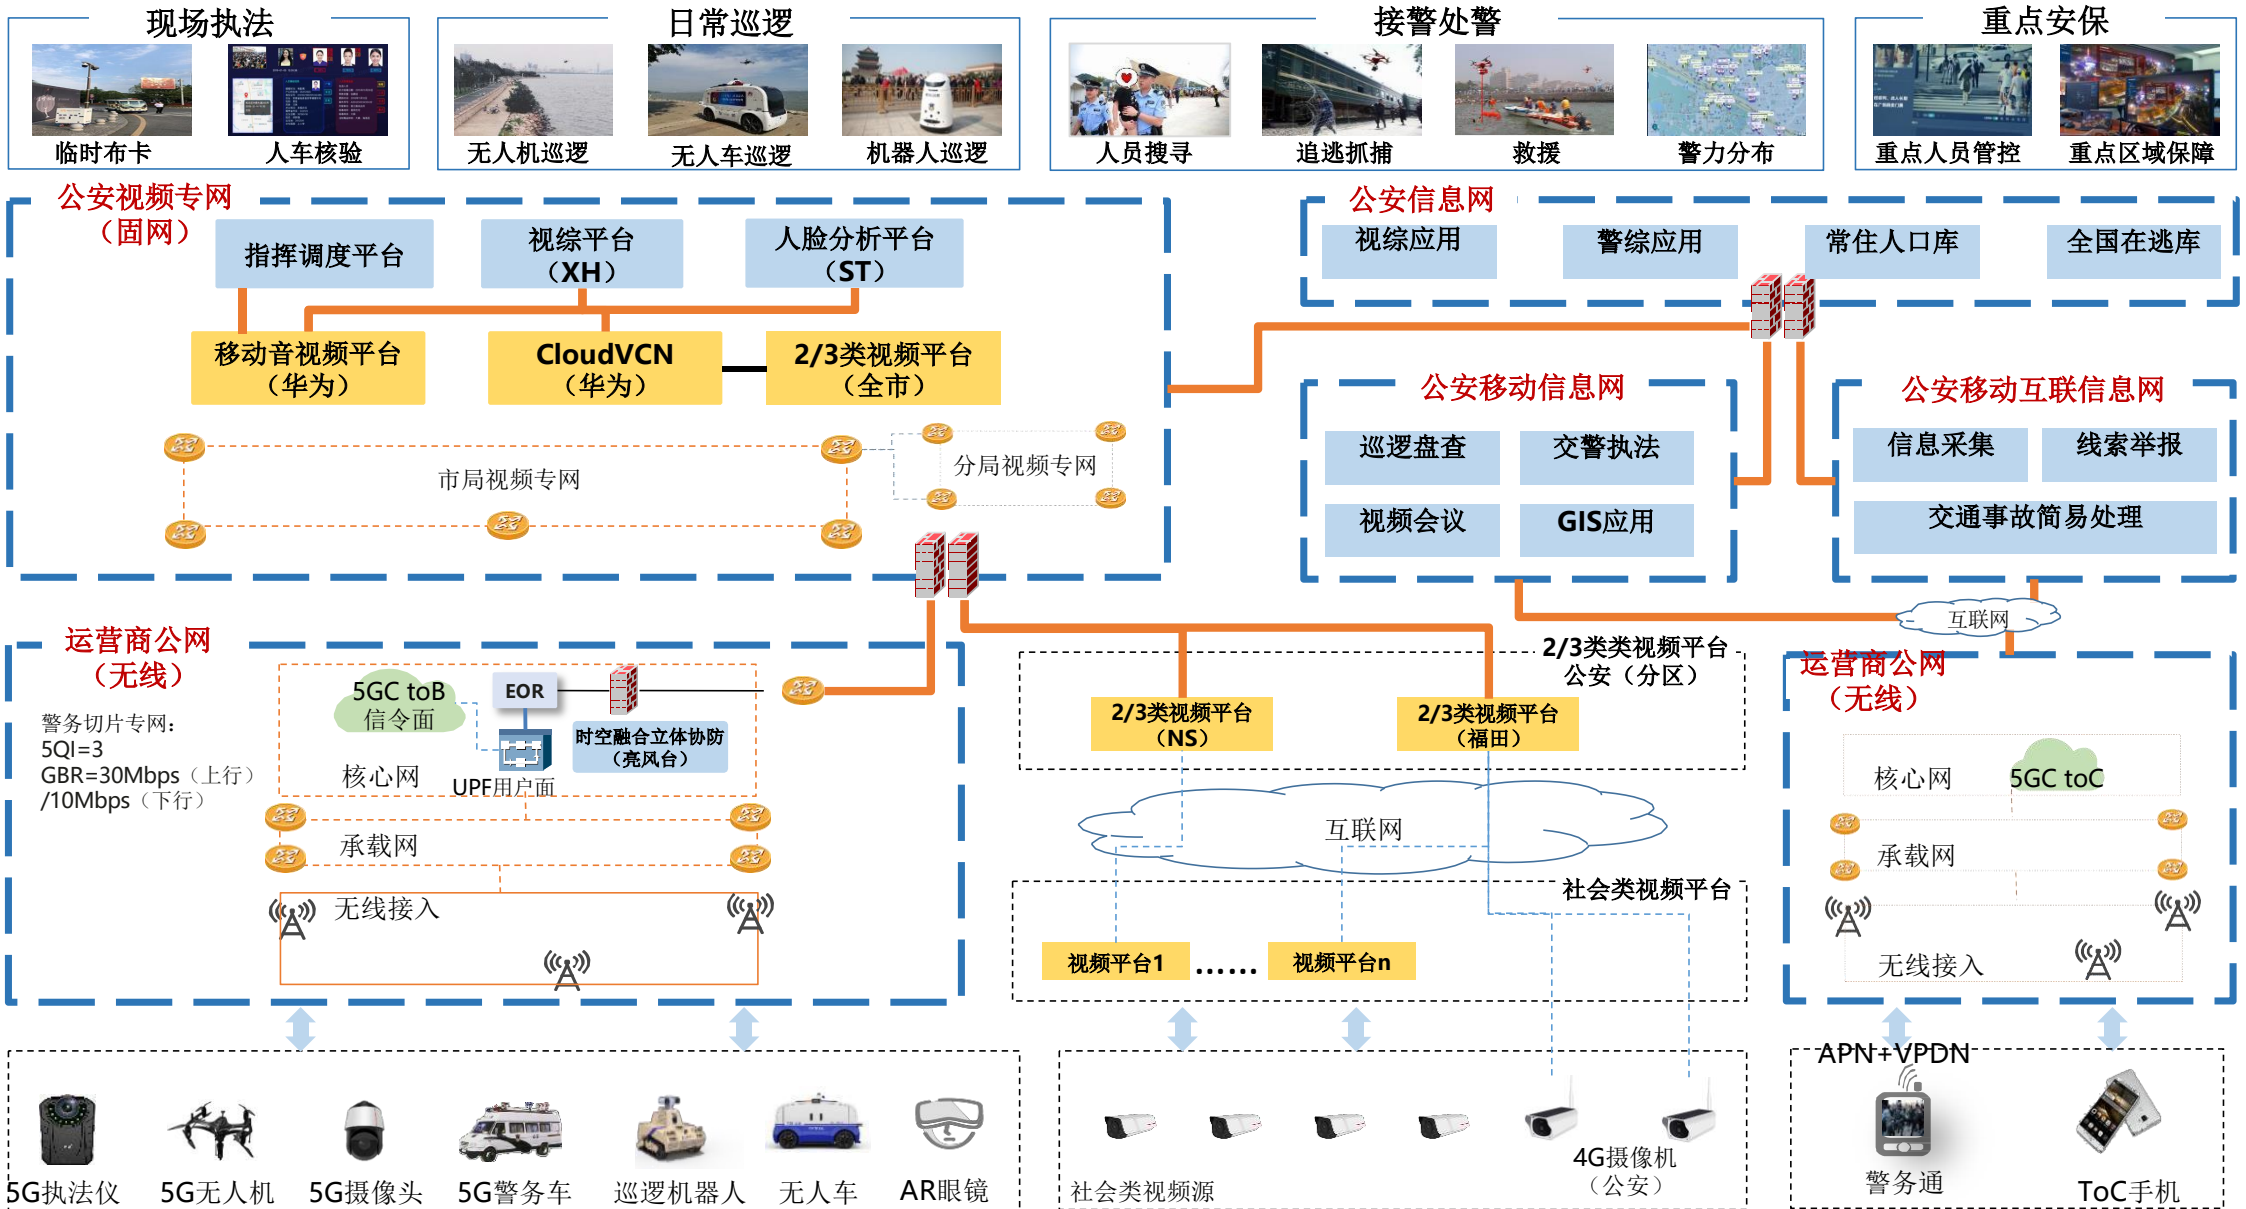 现场执法
日常巡逻
接警处警
重点安保
临时布卡
人车核验
无人机巡逻
无人车巡逻
机器人巡逻
人员搜寻
追逃抓捕
救援
警力分布
重点人员管控
重点区域保障
公安视频专网
（固网）
指挥调度平台
视综平台
（XH）
人脸分析平台
（ST）
移动音视频平台
（华为）
CloudVCN
（华为）
2/3类视频平台
（全市）
市局视频专网
分局视频专网
公安信息网
视综应用
警综应用
常住人口库
全国在逃库
公安移动信息网
巡逻盘查
交警执法
视频会议
GIS应用
公安移动互联信息网
信息采集
线索举报
交通事故简易处理
互联网
运营商公网
（无线）
警务切片专网：
5QI=3
GBR=30Mbps（上行）
/10Mbps（下行）
5GC toB
信令面
EOR
时空融合立体协防
（亮风台）
核心网
UPF用户面
承载网
无线接入
2/3类类视频平台
公安（分区）
2/3类视频平台
（NS）
2/3类视频平台
（福田）
互联网
社会类视频平台
视频平台1
......
视频平台n
运营商公网
（无线）
核心网
5GC toC
承载网
无线接入
5G执法仪
5G无人机
5G摄像头
5G警务车
巡逻机器人
无人车
AR眼镜
社会类视频源
4G摄像机
（公安）
APN+VPDN
警务通
ToC手机